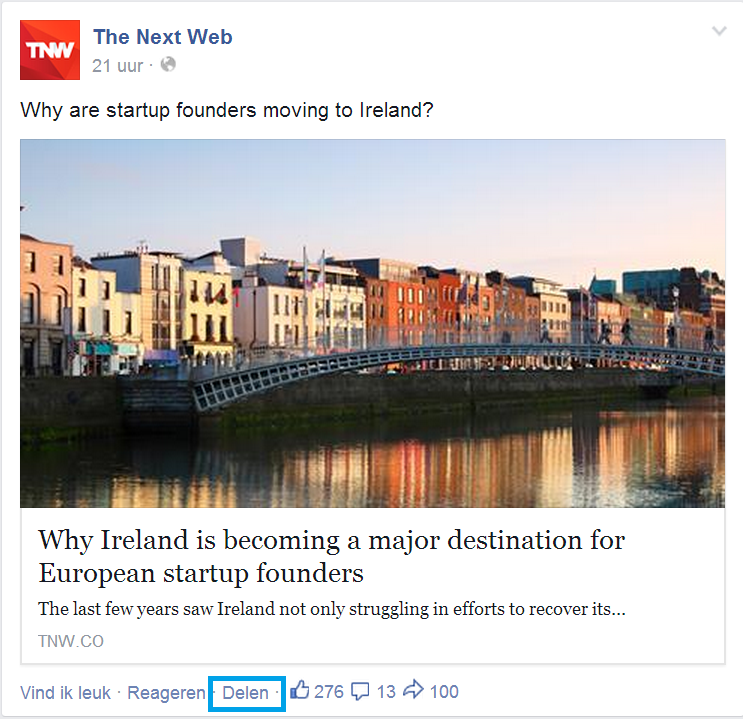 TNW
The Next Web
21 uur ·
Why are startup founders moving to Ireland?
Why Ireland is becoming a major destination for
European startup founders
The last few years saw Ireland not only struggling in efforts to recover its...
TNW.CO
Vind ik leuk · Reageren · Delen · 276 13 100